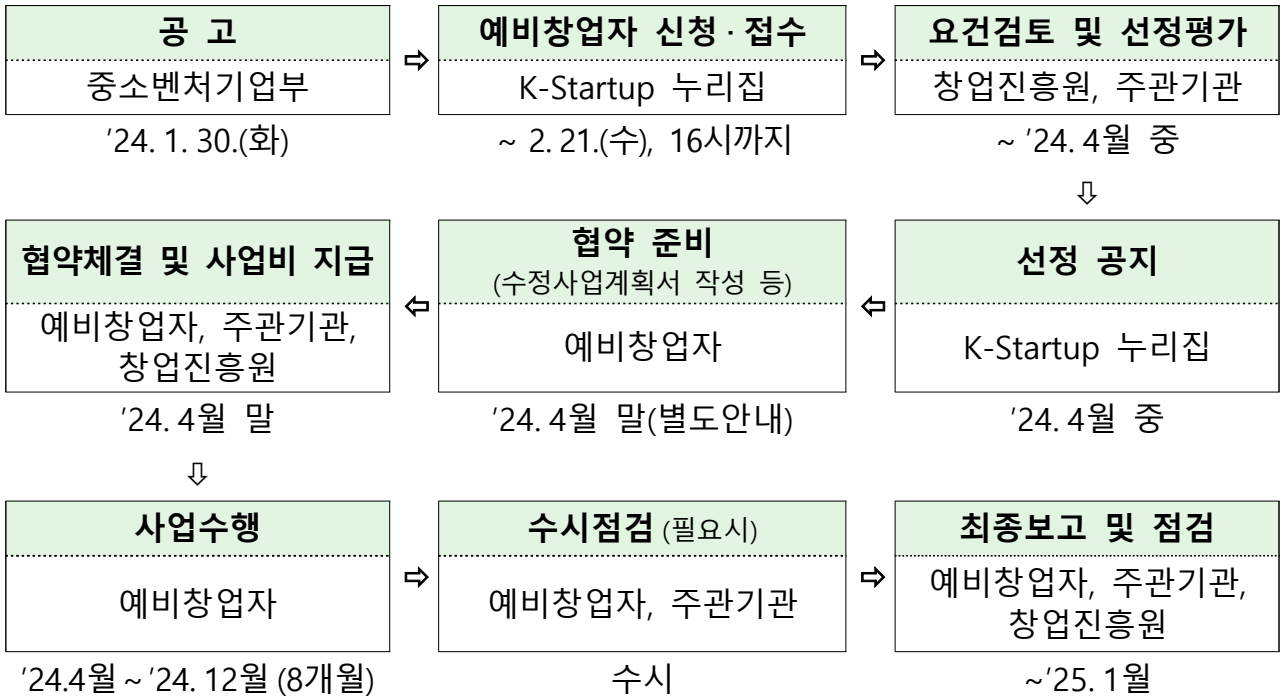 공 고
중소벤처기업부
'24. 1. 30.(화)
⇨
예비창업자 신청·접수
K-Startup 누리집
~ 2. 21.(수), 16시까지
⇨
요건검토 및 선정평가
창업진흥원, 주관기관
~ '24. 4월 중
⇩
선정 공지
K-Startup 누리집
'24. 4월 중
⇦
협약 준비
(수정사업계획서 작성 등)
예비창업자
'24. 4월 말(별도안내)
⇦
협약체결 및 사업비 지급
예비창업자, 주관기관,
창업진흥원
'24. 4월 말
⇩
사업수행
예비창업자
'24.4월 ~ '24. 12월 (8개월)
⇨
수시점검 (필요시)
예비창업자, 주관기관
수시
⇨
최종보고 및 점검
예비창업자, 주관기관,
창업진흥원
~'25. 1월